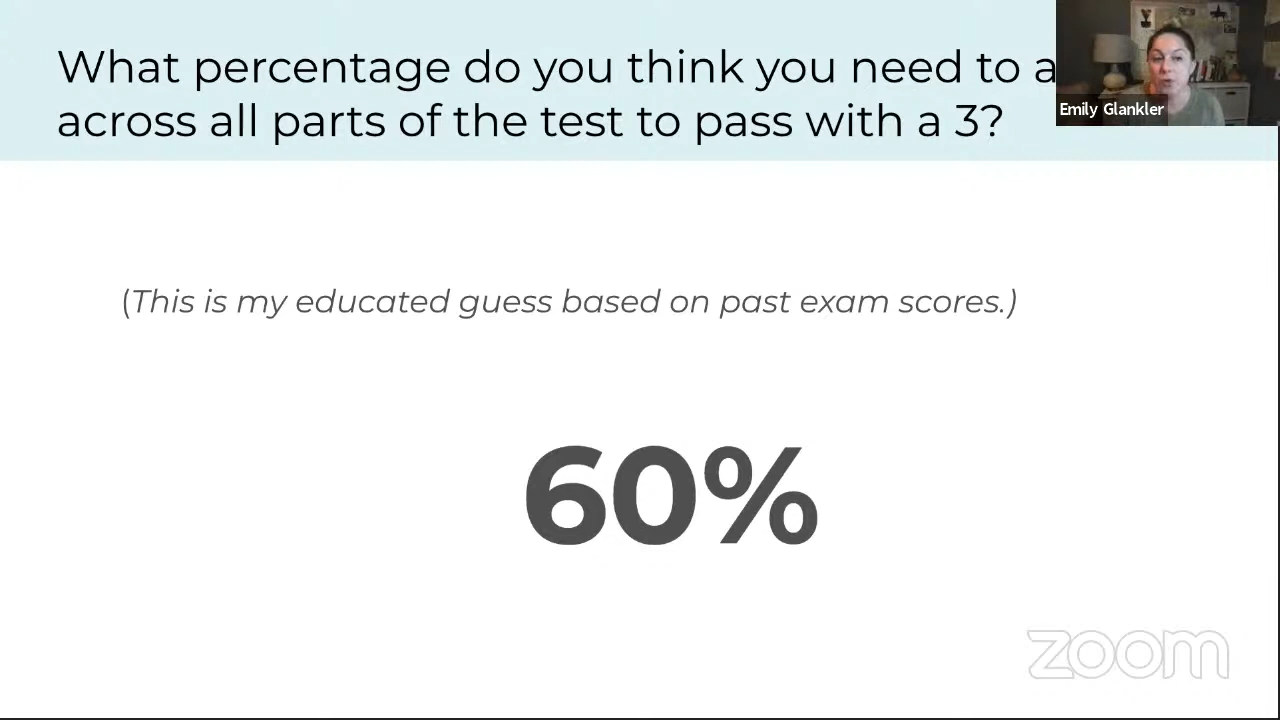 What percentage do you think you need to a
across all parts of the test to pass with a 3?
Emily Glankler
(This is my educated guess based on past exam scores.)
60%
zoom